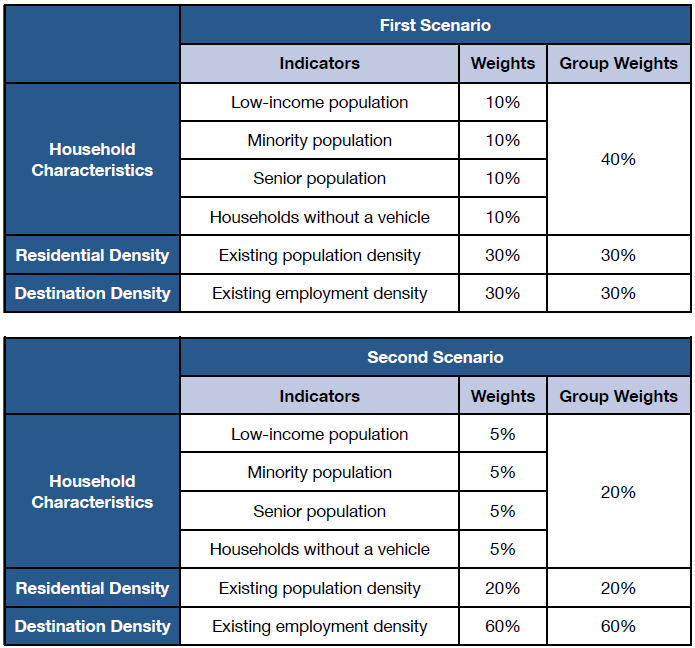 First Scenario
Indicators Weights Group Weights
Household
Characteristics
Low-income population 10%
Minority population 10%
Senior population 10%
Households without a vehicle 10%
40%
Residential Density Existing population density 30% 30%
Destination Density Existing employment density 30% 30%
Second Scenario
Indicators Weights Group Weights
Household
Characteristics
Low-income population 5%
Minority population 5%
Senior population 5%
Households without a vehicle 5%
20%
Residential Density Existing population density 20% 20%
Destination Density Existing employment density 60% 60%